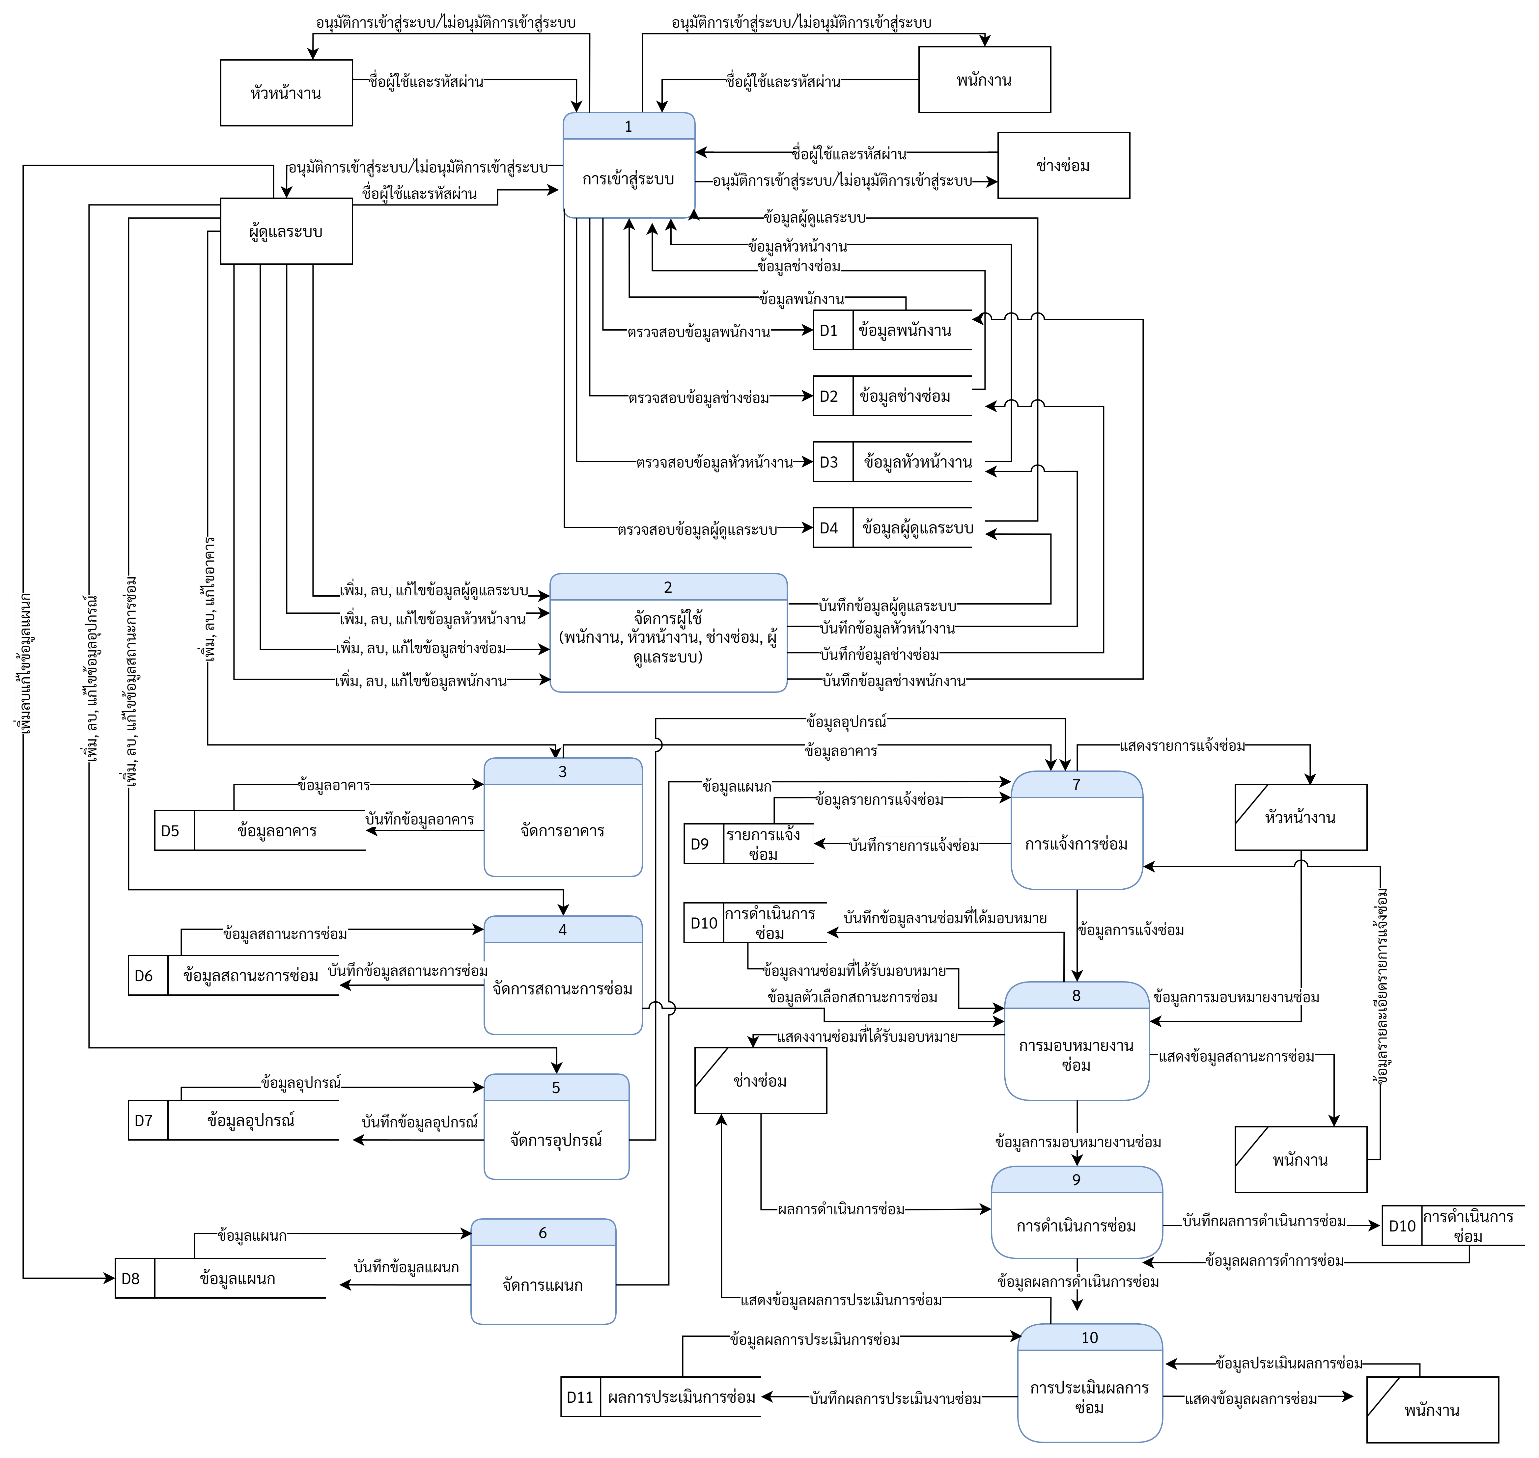 อนุมัติการเข้าสู่ระบบ/ไม่อนุมัติการเข้าสู่ระบบ
อนุมัติการเข้าสู่ระบบ/ไม่อนุมัติการเข้าสู่ระบบ
หัวหน้างาน
ชื่อผู้ใช้และรหัสผ่าน
ชื่อผู้ใช้และรหัสผ่าน
พนักงาน
1
การเข้าสู่ระบบ
ชื่อผู้ใช้และรหัสผ่าน
ช่างซ่อม
อนุมัติการเข้าสู่ระบบ/ไม่อนุมัติการเข้าสู่ระบบ
อนุมัติการเข้าสู่ระบบ/ไม่อนุมัติการเข้าสู่ระบบ
ชื่อผู้ใช้และรหัสผ่าน
ผู้ดูแลระบบ
ข้อมูลผู้ดูแลระบบ
ข้อมูลหัวหน้างาน
ข้อมูลช่างซ่อม
ข้อมูลพนักงาน
ตรวจสอบข้อมูลพนักงาน
D1
ข้อมูลพนักงาน
ตรวจสอบข้อมูลช่างซ่อม
D2
ข้อมูลช่างซ่อม
ตรวจสอบข้อมูลหัวหน้างาน
D3
ข้อมูลหัวหน้างาน
ตรวจสอบข้อมูลผู้ดูแลระบบ
D4
ข้อมูลผู้ดูแลระบบ
เพิ่มลบแก้ไขข้อมูลแผนก
เพิ่ม, ลบ, แก้ไขข้อมูลอุปกรณ์
เพิ่ม, ลบ, แก้ไขข้อมูลสถานะการซ่อม
เพิ่ม, ลบ, แก้ไขอาคาร
เพิ่ม, ลบ, แก้ไขข้อมูลผู้ดูแลระบบ
เพิ่ม, ลบ, แก้ไขข้อมูลหัวหน้างาน
เพิ่ม, ลบ, แก้ไขข้อมูลช่างซ่อม
เพิ่ม, ลบ, แก้ไขข้อมูลพนักงาน
2
จัดการผู้ใช้
(พนักงาน, หัวหน้างาน, ช่างซ่อม, ผู้
ดูแลระบบ)
บันทึกข้อมูลผู้ดูแลระบบ
บันทึกข้อมูลหัวหน้างาน
บันทึกข้อมูลช่างซ่อม
บันทึกข้อมูลช่างพนักงาน
ข้อมูลอุปกรณ์
ข้อมูลอาคาร
แสดงรายการแจ้งซ่อม
3
จัดการอาคาร
ข้อมูลอาคาร
บันทึกข้อมูลอาคาร
D5
ข้อมูลอาคาร
ข้อมูลแผนก
ข้อมูลรายการแจ้งซ่อม
D9
รายการแจ้ง
ซ่อม
บันทึกรายการแจ้งซ่อม
7
การแจ้งการซ่อม
หัวหน้างาน
4
จัดการสถานะการซ่อม
ข้อมูลสถานะการซ่อม
บันทึกข้อมูลสถานะการซ่อม
D6
ข้อมูลสถานะการซ่อม
D10
การดำเนินการ
ซ่อม
บันทึกข้อมูลงานซ่อมที่ได้มอบหมาย
ข้อมูลการแจ้งซ่อม
ข้อมูลงานซ่อมที่ได้รับมอบหมาย
ข้อมูลตัวเลือกสถานะการซ่อม
แสดงงานซ่อมที่ได้รับมอบหมาย
8
การมอบหมายงาน
ซ่อม
ข้อมูลการมอบหมายงานซ่อม
แสดงข้อมูลสถานะการซ่อม
ข้อมูลรายละเอียดรายการแจ้งซ่อม
ช่างซ่อม
5
จัดการอุปกรณ์
ข้อมูลอุปกรณ์
บันทึกข้อมูลอุปกรณ์
D7
ข้อมูลอุปกรณ์
ข้อมูลการมอบหมายงานซ่อม
พนักงาน
9
การดำเนินการซ่อม
ผลการดำเนินการซ่อม
บันทึกผลการดำเนินการซ่อม
D10
การดำเนินการ
ซ่อม
ข้อมูลผลการดำการซ่อม
6
จัดการแผนก
ข้อมูลแผนก
บันทึกข้อมูลแผนก
D8
ข้อมูลแผนก
ข้อมูลผลการดำเนินการซ่อม
แสดงข้อมูลผลการประเมินการซ่อม
ข้อมูลผลการประเมินการซ่อม
10
การประเมินผลการ
ซ่อม
D11
ผลการประเมินการซ่อม
บันทึกผลการประเมินงานซ่อม
ข้อมูลประเมินผลการซ่อม
แสดงข้อมูลผลการซ่อม
พนักงาน